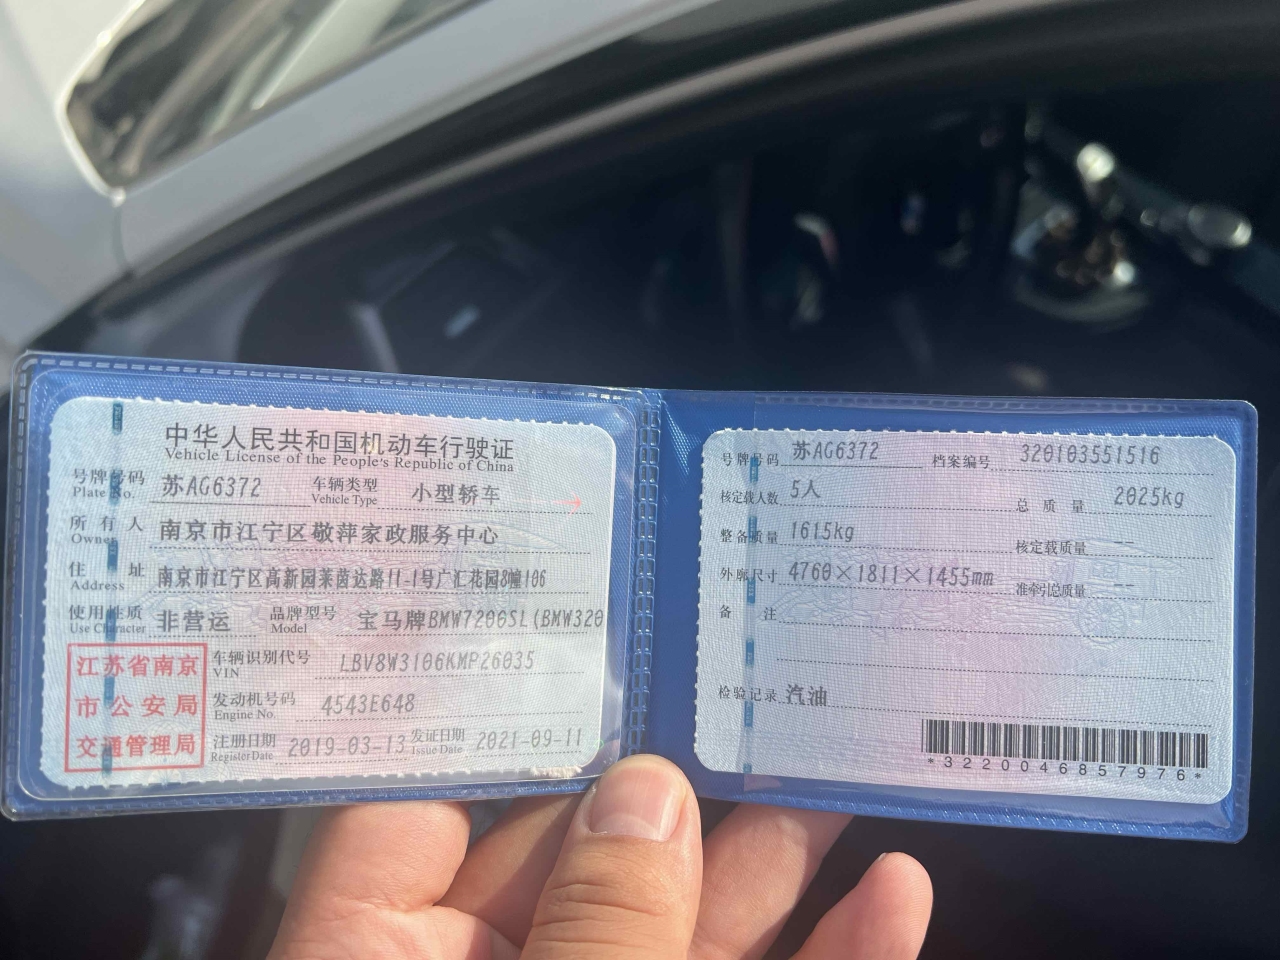 中华人民共和国机动车行驶证
Vehicle License of the People's Republic of China
号牌号码 苏AG6372 车辆类型 小型轿车
Plate No. Vehicle Type
所有人 南京市江宁区敬萍家政服务中心
Owner
住址 南京市江宁区高新园莱茵达路11-1号广汇花园8幢106
Address
使用性质 非营运 品牌型号 宝马牌BMW7200SL(BMW320
Use Character Model
江苏省南京
市公安局
交通管理局
车辆识别代号 LBV8W3106KMP26035
VIN
发动机号码 4543E648
Engine No.
注册日期 2019-03-13 发证日期 2021-09-11
Register Date Issue Date
号牌号码 苏AG6372 档案编号 320103551516
核定载人数 5人 总质量 2025kg
整备质量 1615kg 核定载质量 --
外廓尺寸 4760×1811×1455mm 准牵引总质量 --
备注
检验记录 汽油
*3220046857976*